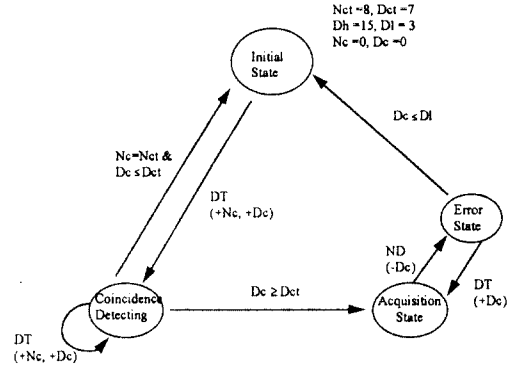 Nct =8, Dct =7
Dh =15, Dl = 3
Nc =0, Dc =0
Initial
State
Dc ≤ Dl
Nc=Nct &
Dc ≤ Dct
DT
(+Nc, +Dc)
Error
State
ND
(-Dc)
DT
(+Dc)
Coincidence
Detecting
Dc ≥ Dct
Acquisition
State
DT
(+Nc, +Dc)